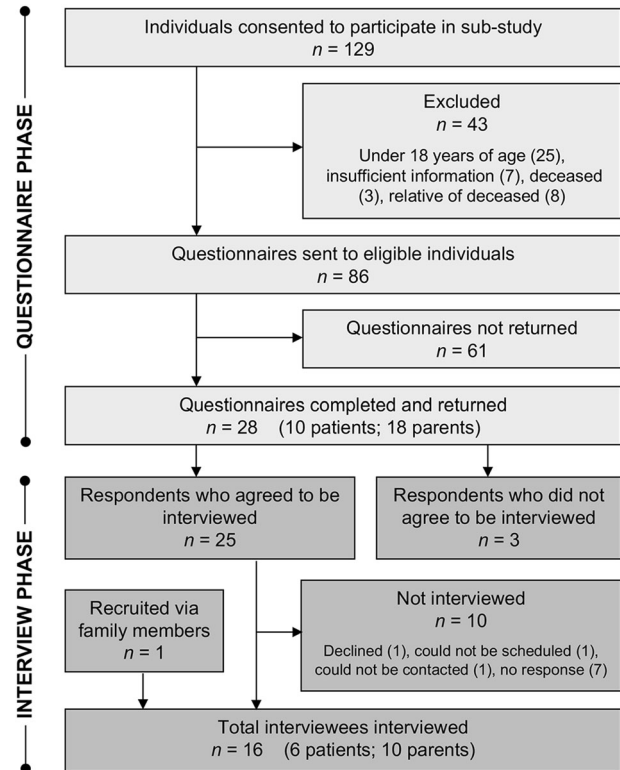 QUESTIONNAIRE PHASE
Individuals consented to participate in sub-study
n = 129
Excluded
n = 43
Under 18 years of age (25),
insufficient information (7), deceased
(3), relative of deceased (8)
Questionnaires sent to eligible individuals
n = 86
Questionnaires not returned
n = 61
Questionnaires completed and returned
n = 28 (10 patients; 18 parents)
INTERVIEW PHASE
Respondents who agreed to be
interviewed
n = 25
Respondents who did not
agree to be interviewed
n = 3
Recruited via
family members
n = 1
Not interviewed
n = 10
Declined (1), could not be scheduled (1),
could not be contacted (1), no response (7)
Total interviewees interviewed
n = 16 (6 patients; 10 parents)